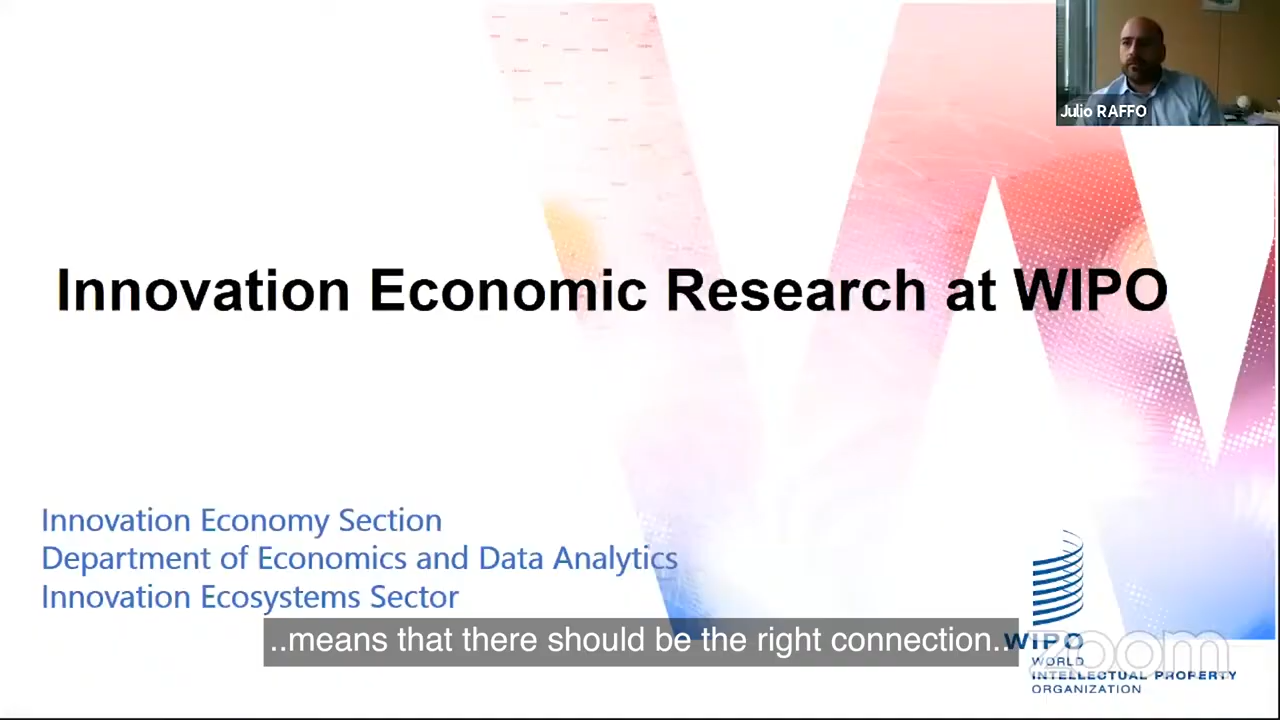 Julio RAFFO
Innovation Economic Research at WIPO
Innovation Economy Section
Department of Economics and Data Analytics
Innovation Ecosystems Sector
..means that there should be the right connection..
WIPO
zoom
WORLD
INTELLECTUAL PROPERTY
ORGANIZATION